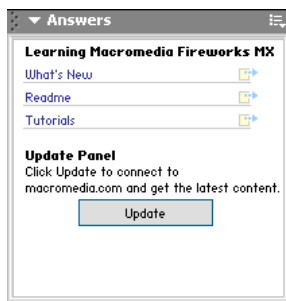 Answers
Learning Macromedia Fireworks MX
What's New
Readme
Tutorials
Update Panel
Click Update to connect to
macromedia.com and get the latest content.
Update